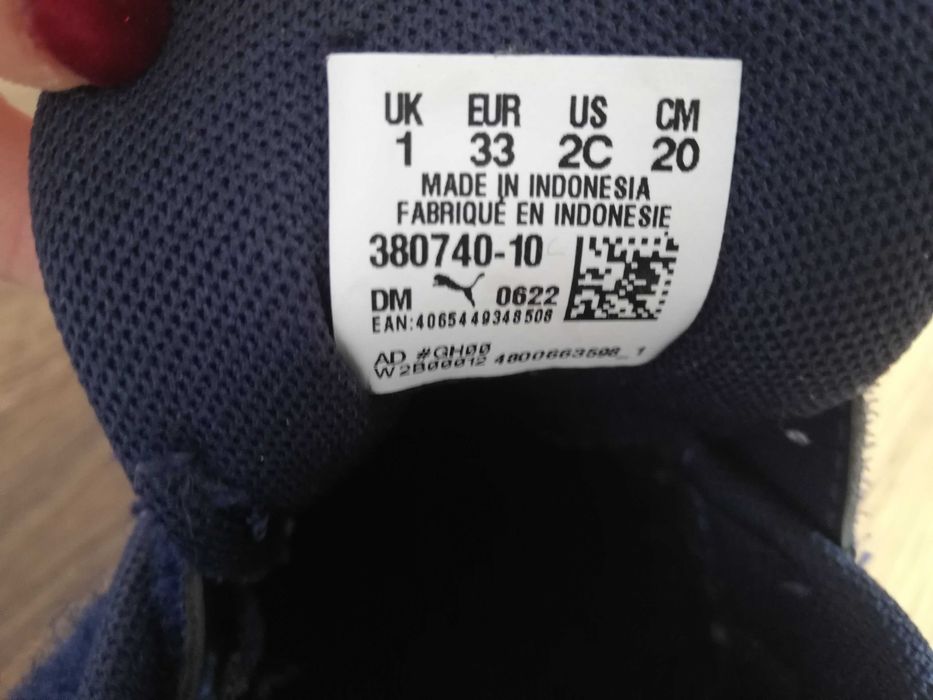 UK EUR US CM
1 33 2C 20
MADE IN INDONESIA
FABRIQUÉ EN INDONESIE
380740-10
DM 0622
EAN:4065449348508
AD #GH00
W2B00012 4800663508_1